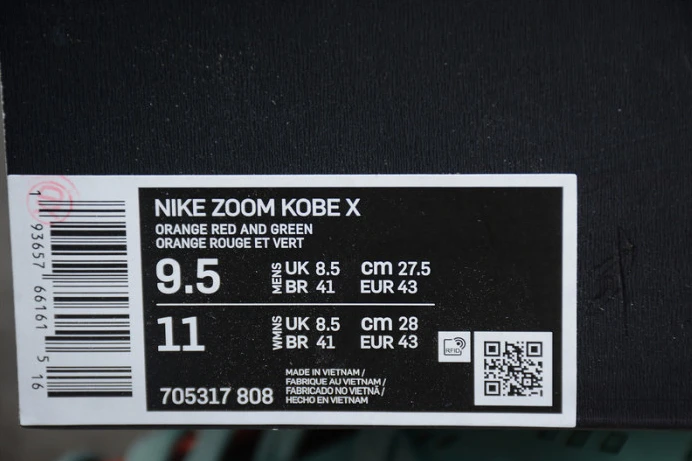 NIKE ZOOM KOBE X
ORANGE RED AND GREEN
ORANGE ROUGE ET VERT
9.5 MENS UK 8.5 cm 27.5
BR 41 EUR 43
11 WMNS UK 8.5 cm 28
BR 41 EUR 43
705317 808
MADE IN VIETNAM /
FABRIQUE AU VIETNAM /
FABRICADO NO VIETNÃ /
HECHO EN VIETNAM
RFID
1 93657 66161 5 16